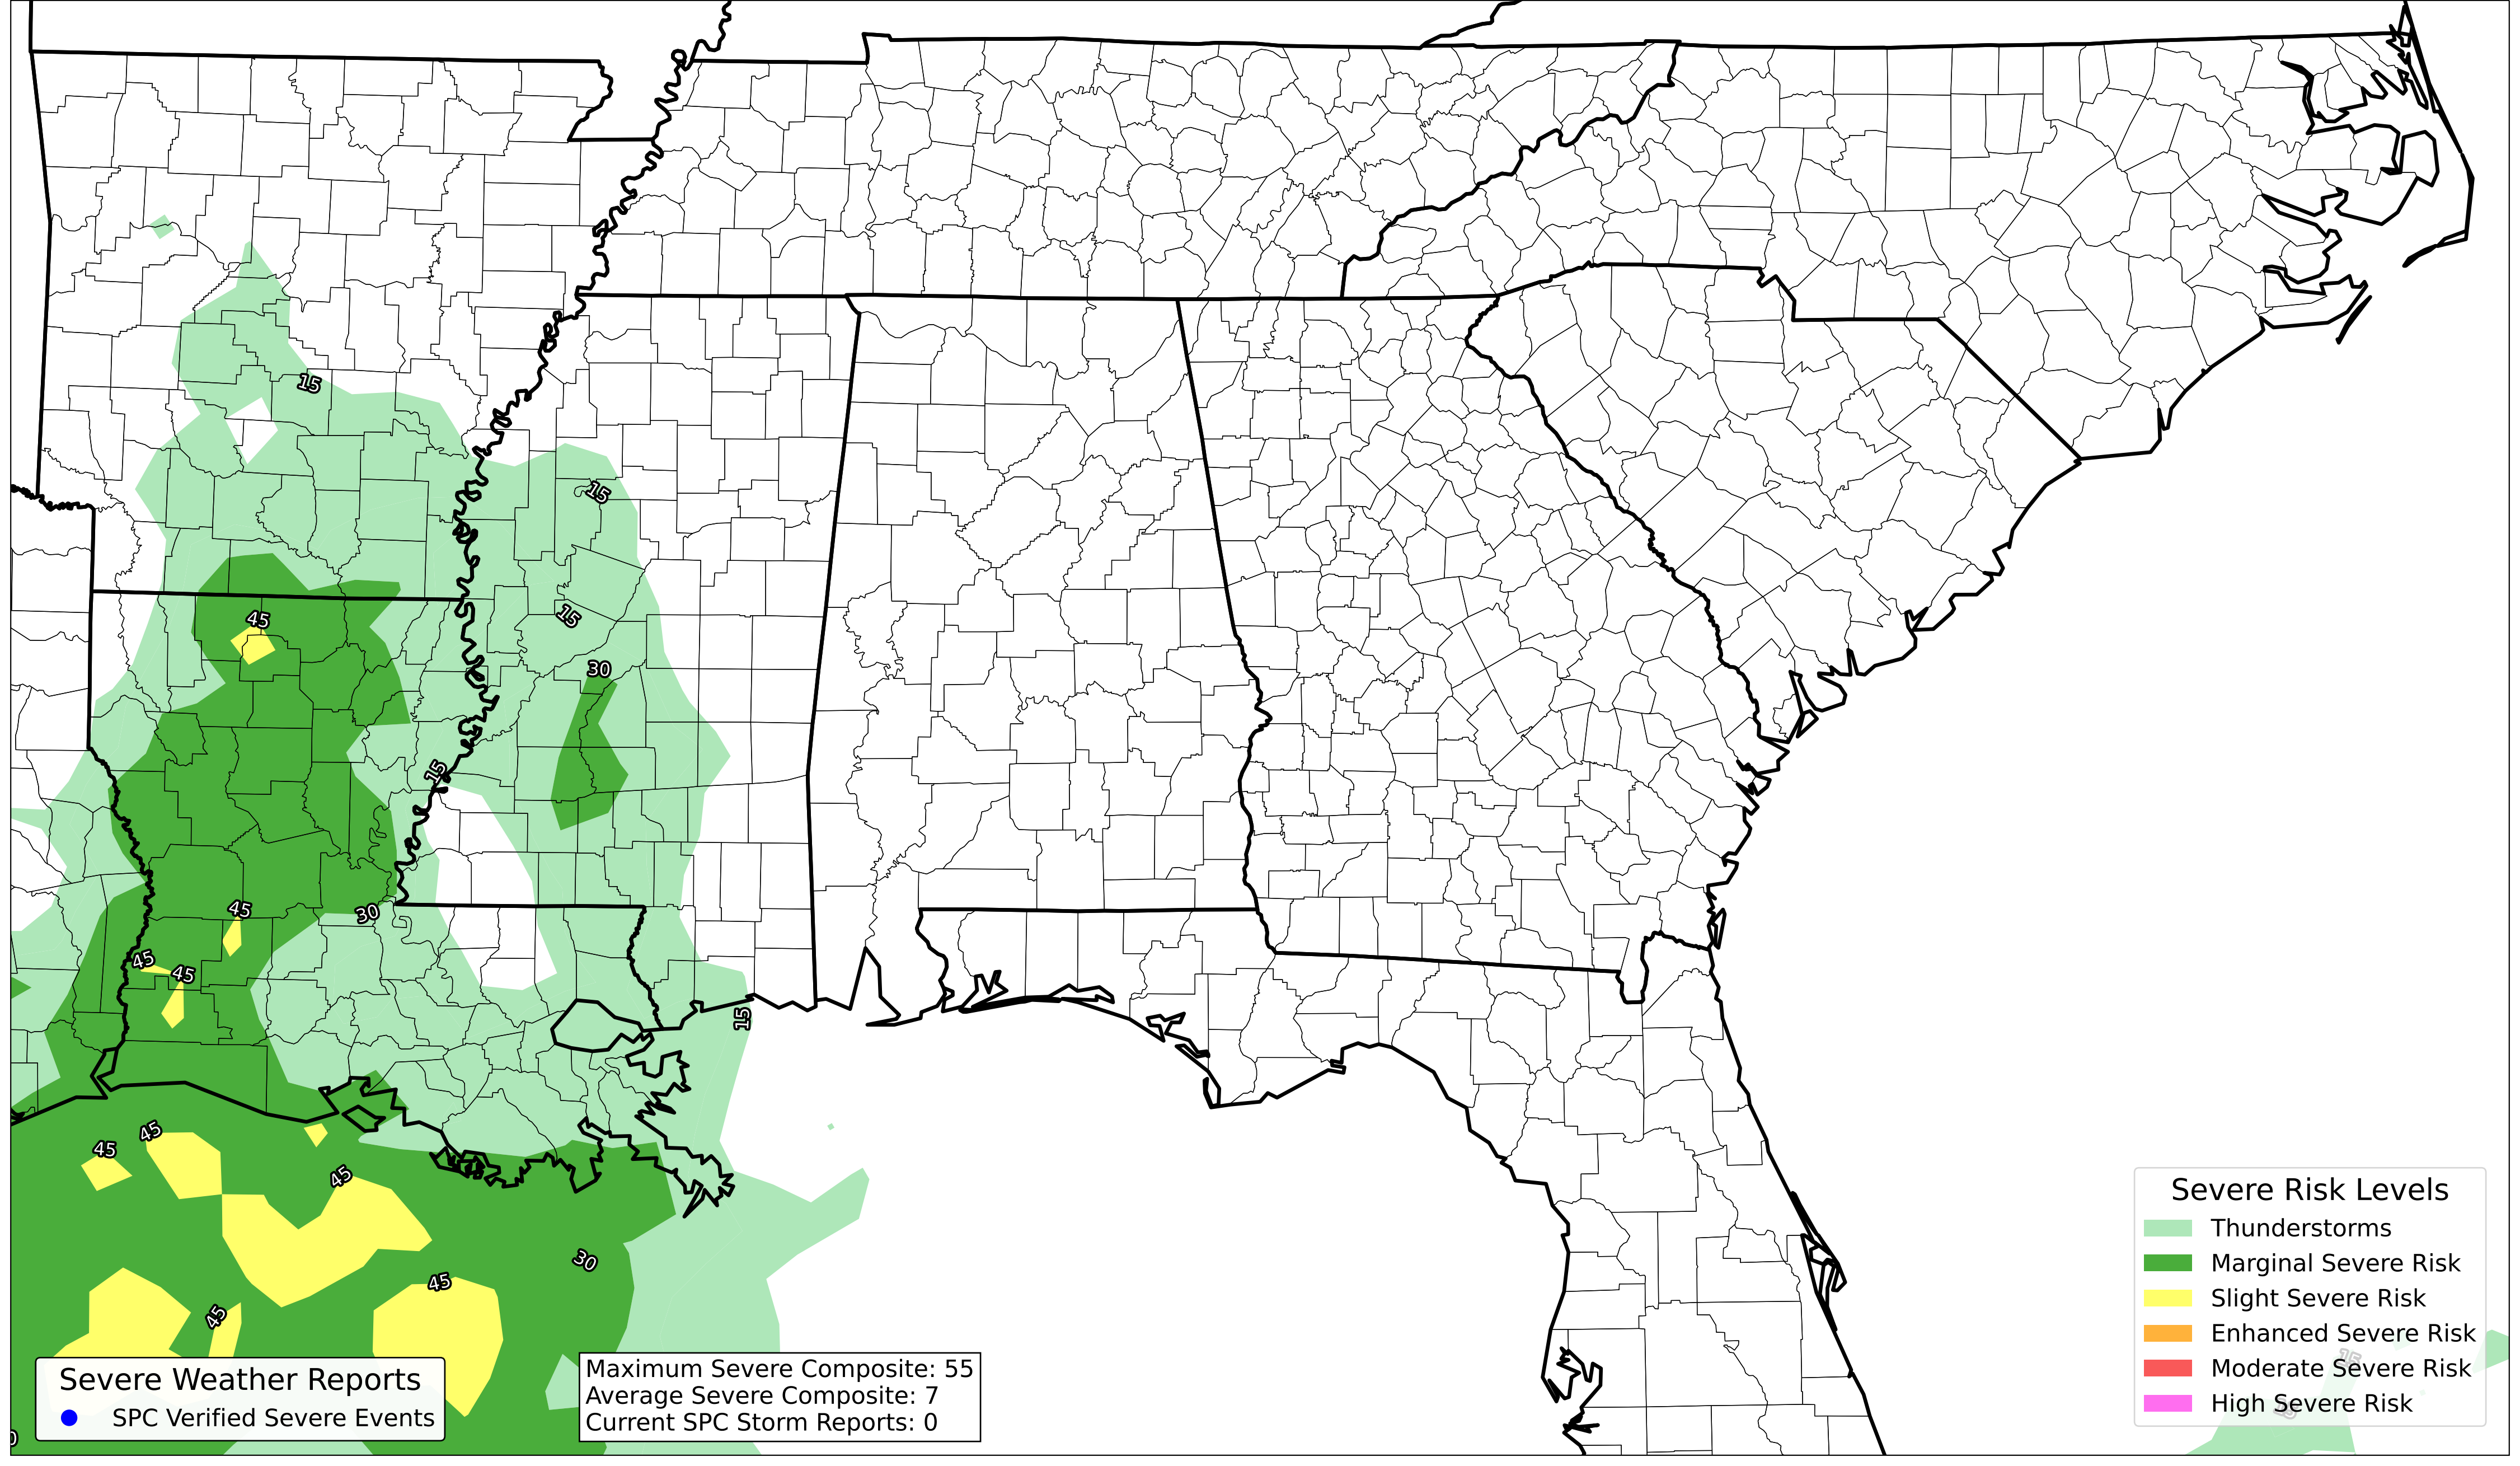 15
15
45
15
30
15
45
30
45
45
15
45
45
45
30
45
45
Severe Weather Reports
SPC Verified Severe Events
Maximum Severe Composite: 55
Average Severe Composite: 7
Current SPC Storm Reports: 0
Severe Risk Levels
Thunderstorms
Marginal Severe Risk
Slight Severe Risk
Enhanced Severe Risk
Moderate Severe Risk
High Severe Risk
15
15